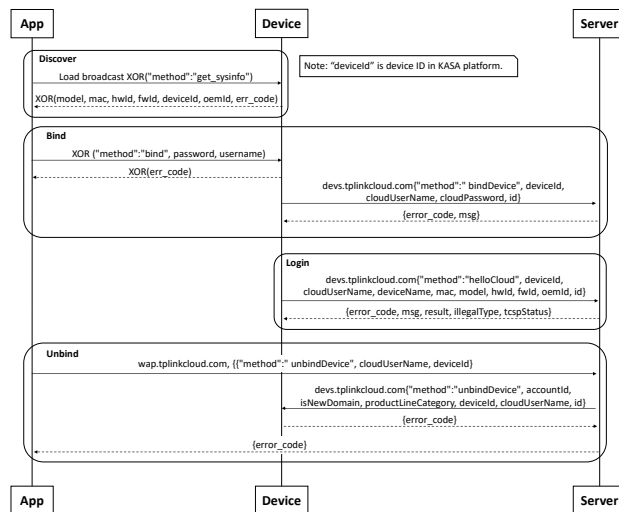 App Device Server
Discover
Load broadcast XOR("method":"get_sysinfo")
Note: "deviceId" is device ID in KASA platform.
XOR(model, mac, hwId, fwId, deviceId, oemId, err_code)
Bind
XOR ("method":"bind", password, username)
XOR(err_code)
devs.tplinkcloud.com{"method":" bindDevice", deviceId,
cloudUserName, cloudPassword, id}
{error_code, msg}
Login
devs.tplinkcloud.com{"method":"helloCloud", deviceId,
cloudUserName, deviceName, mac, model, hwId, fwId, oemId, id}
{error_code, msg, result, illegalType, tcspStatus}
Unbind
wap.tplinkcloud.com, {{"method":" unbindDevice", cloudUserName, deviceId}
devs.tplinkcloud.com{"method":"unbindDevice", accountId,
isNewDomain, productLineCategory, deviceId, cloudUserName, id}
{error_code}
{error_code}
App Device Server